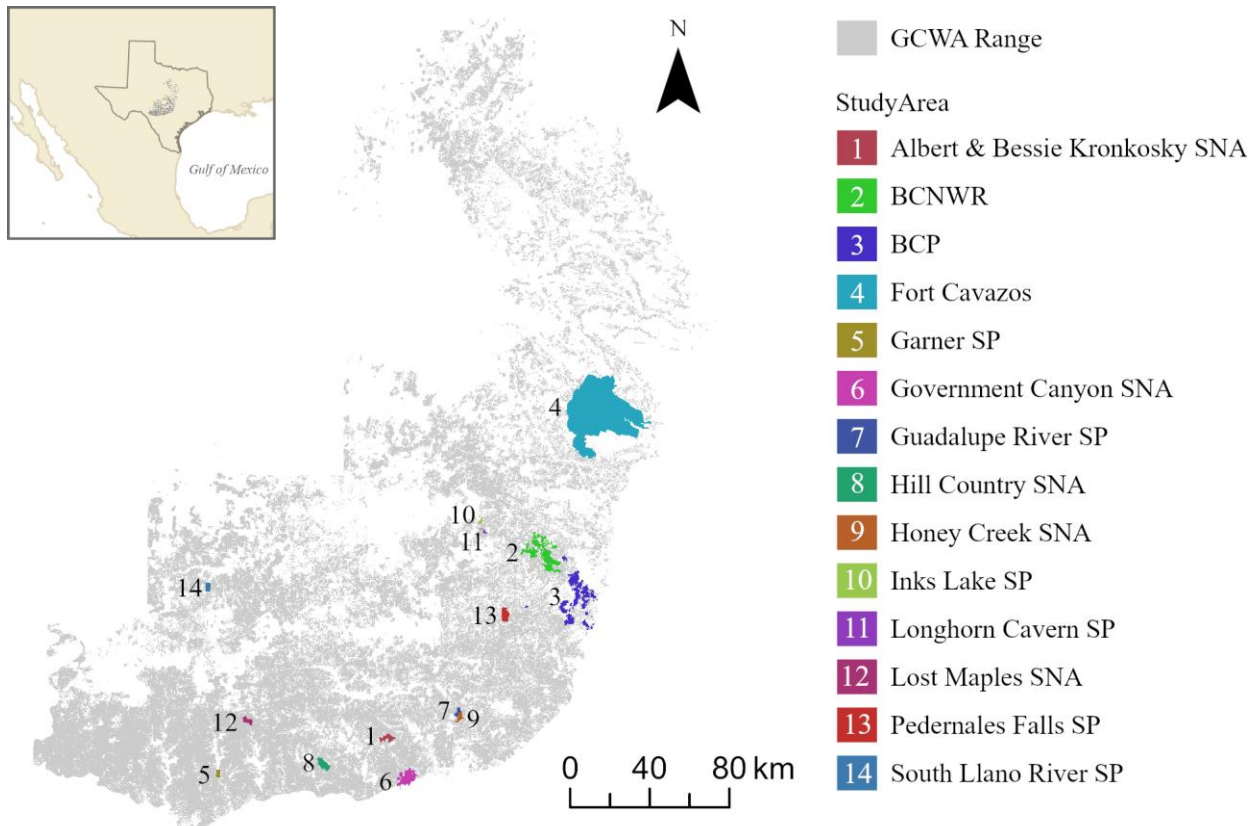 Gulf of Mexico
N
4
10
11
2
14
3
13
12
7
9
1
5
8
6
0 40 80 km
GCWA Range
StudyArea
1 Albert & Bessie Kronkosky SNA
2 BCNWR
3 BCP
4 Fort Cavazos
5 Garner SP
6 Government Canyon SNA
7 Guadalupe River SP
8 Hill Country SNA
9 Honey Creek SNA
10 Inks Lake SP
11 Longhorn Cavern SP
12 Lost Maples SNA
13 Pedernales Falls SP
14 South Llano River SP